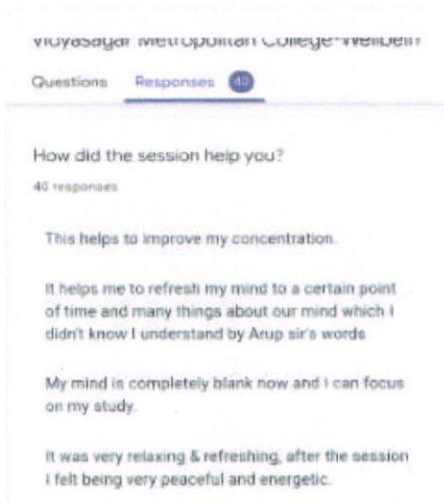 Vidyasagar Metropolitan College-Wellbein
Questions Responses 40
How did the session help you?
40 responses
This helps to improve my concentration.
It helps me to refresh my mind to a certain point
of time and many things about our mind which I
didn't know I understand by Arup sir's words
My mind is completely blank now and i can focus
on my study.
It was very relaxing & refreshing, after the session
I felt being very peaceful and energetic.